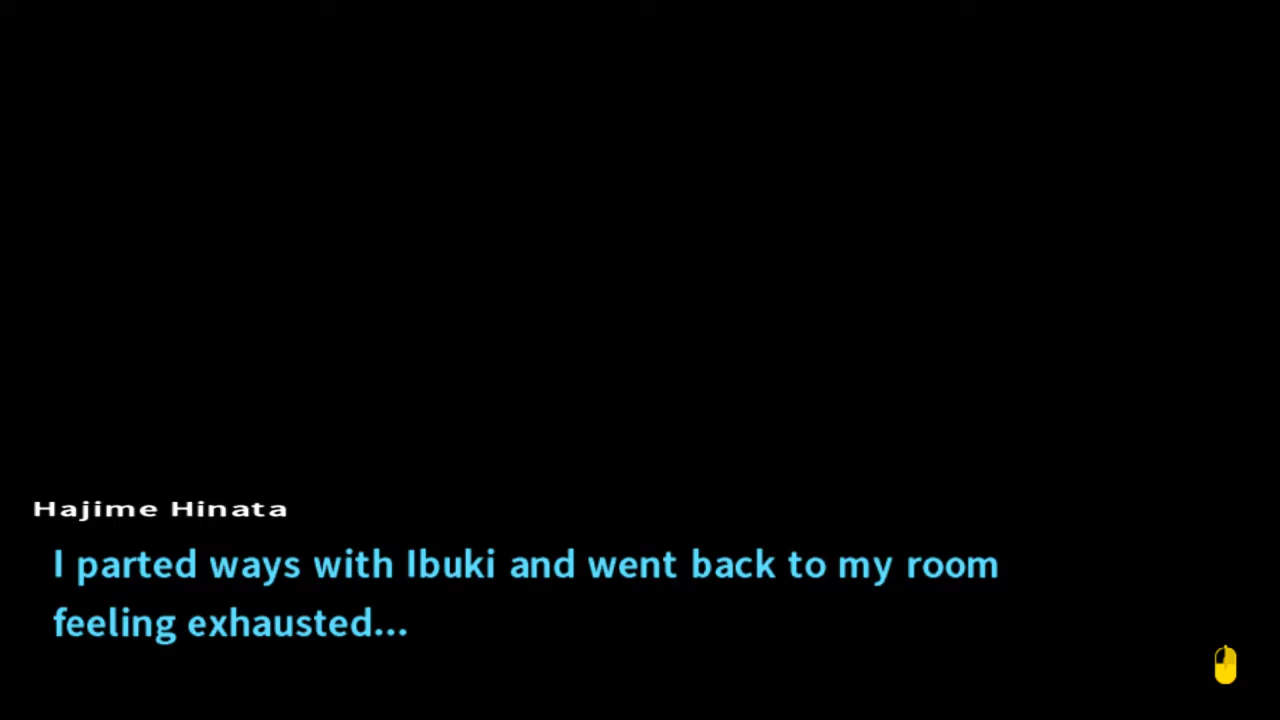 Hajime Hinata
I parted ways with Ibuki and went back to my room
feeling exhausted...